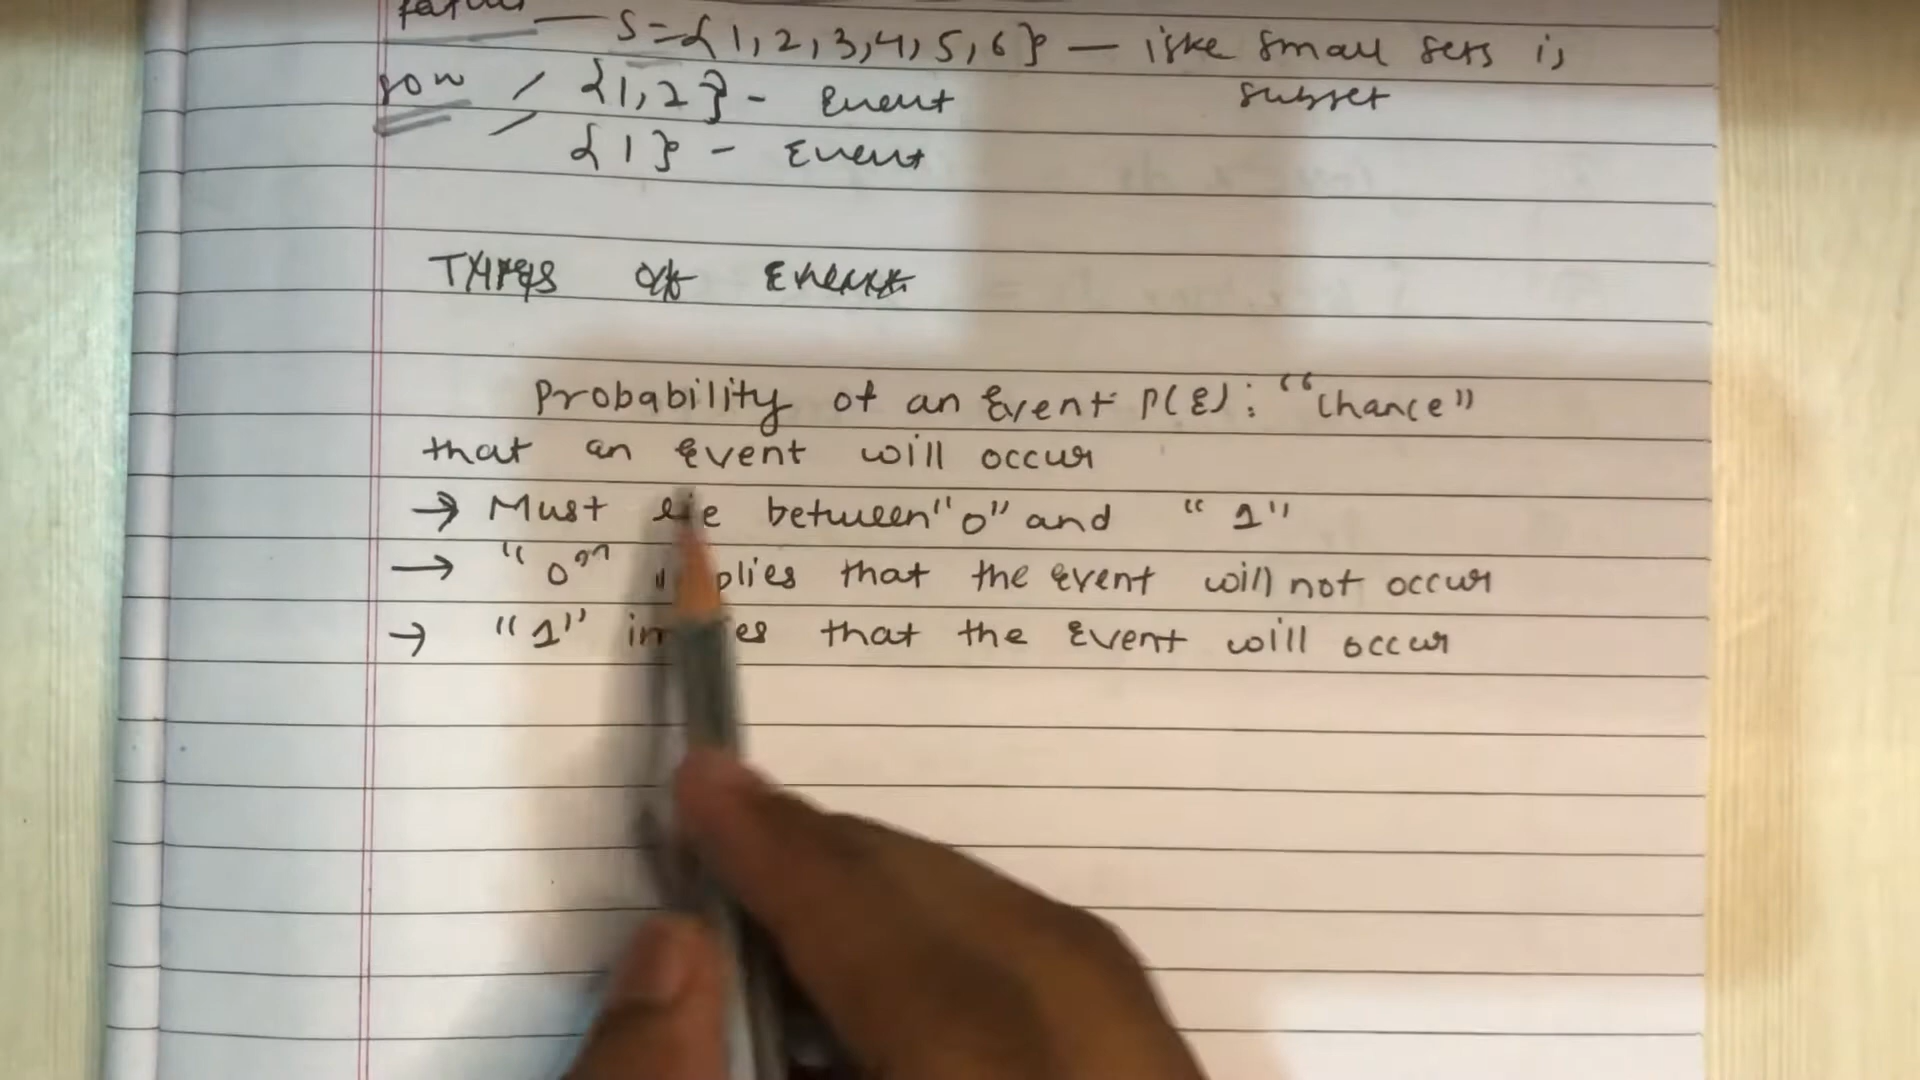 S={1,2,3,4,5,6} — iske small sets is
son / {1,2} - Event subset
{1} - Event
TYPES of Event
Probability of an Event P(E): "Chance"
that an Event will occur
→ Must lie between "0" and "1"
→ "0" implies that the event will not occur
→ "1" implies that the Event will occur